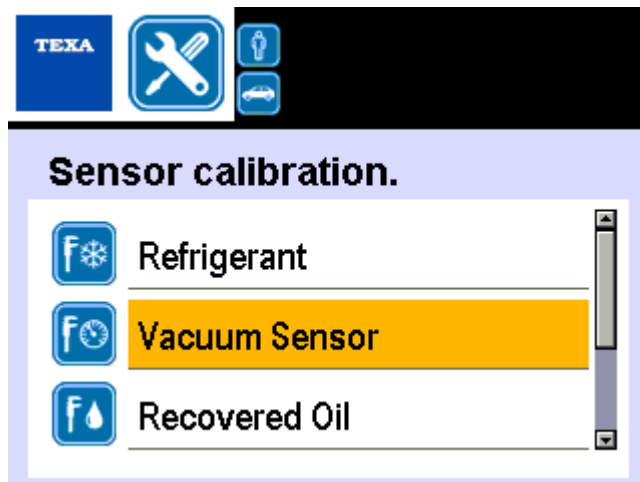 TEXA
Sensor calibration.
Refrigerant
Vacuum Sensor
Recovered Oil